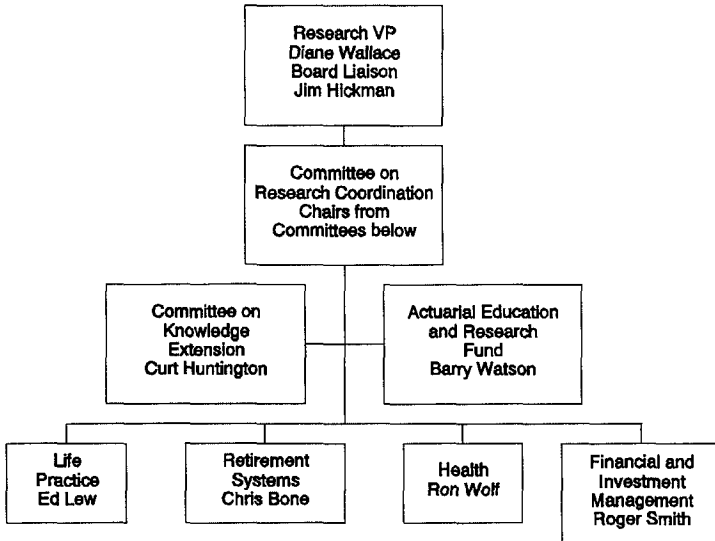 Research VP
Diane Wallace
Board Liaison
Jim Hickman
Committee on
Research Coordination
Chairs from
Committees below
Committee on
Knowledge
Extension
Curt Huntington
Actuarial Education
and Research
Fund
Barry Watson
Life
Practice
Ed Lew
Retirement
Systems
Chris Bone
Health
Ron Wolf
Financial and
Investment
Management
Roger Smith